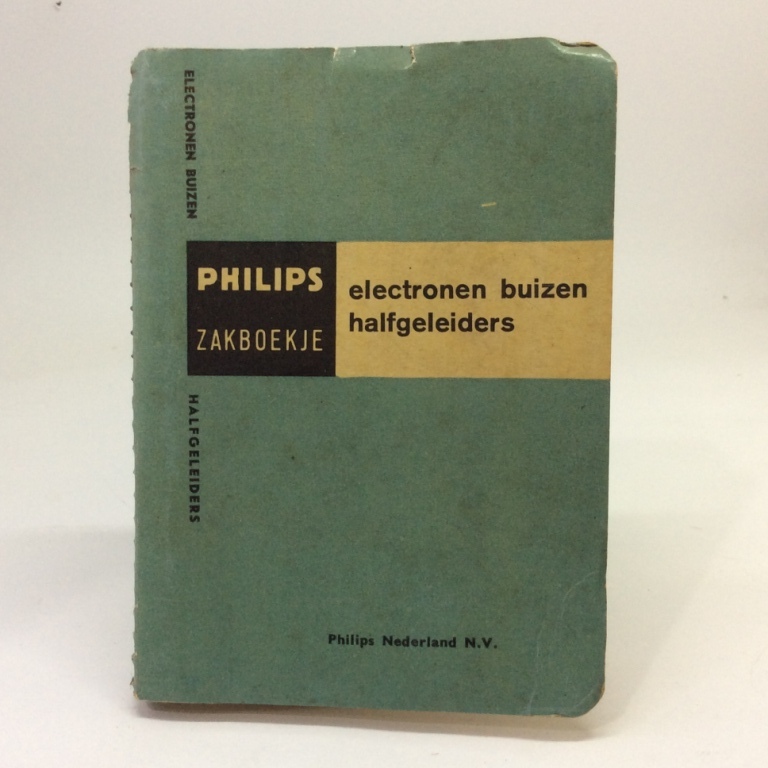 ELECTRONEN BUIZEN
PHILIPS
ZAKBOEKJE
electronen buizen
halfgeleiders
HALFGELEIDERS
Philips Nederland N.V.